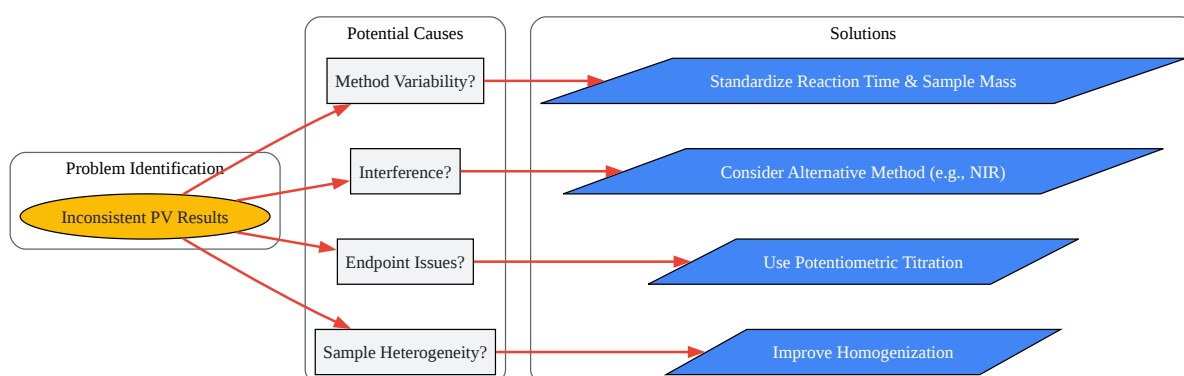 Problem Identification
Inconsistent PV Results
Potential Causes
Method Variability?
Interference?
Endpoint Issues?
Sample Heterogeneity?
Solutions
Standardize Reaction Time & Sample Mass
Consider Alternative Method (e.g., NIR)
Use Potentiometric Titration
Improve Homogenization